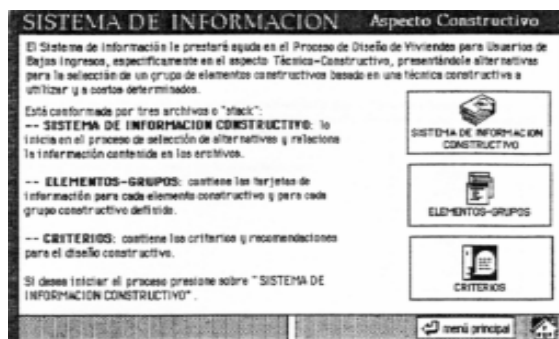 SISTEMA DE INFORMACION Aspecto Constructivo
El Sistema de Información le prestará ayuda en el Proceso de Diseño de Viviendas para Usuarios de
Bajos Ingresos, específicamente en el aspecto Técnico-Constructivo, presentándole alternativas
para la selección de un grupo de elementos constructivos basado en una técnica constructiva a
utilizar y a costos determinados.
Está conformada por tres archivos o "stack":
-- SISTEMA DE INFORMACION CONSTRUCTIVO: lo
inicia en el proceso de selección de alternativas y relaciona
la información contenida en los archivos.
-- ELEMENTOS-GRUPOS: contiene las tarjetas de
información para cada elemento constructivo y para cada
grupo constructivo definido.
-- CRITERIOS: contiene los criterios y recomendaciones
para el diseño constructivo.
Si desea iniciar el proceso presione sobre "SISTEMA DE
INFORMACION CONSTRUCTIVO".
SISTEMA DE INFORMACION
CONSTRUCTIVO
ELEMENTOS-GRUPOS
CRITERIOS
menú principal